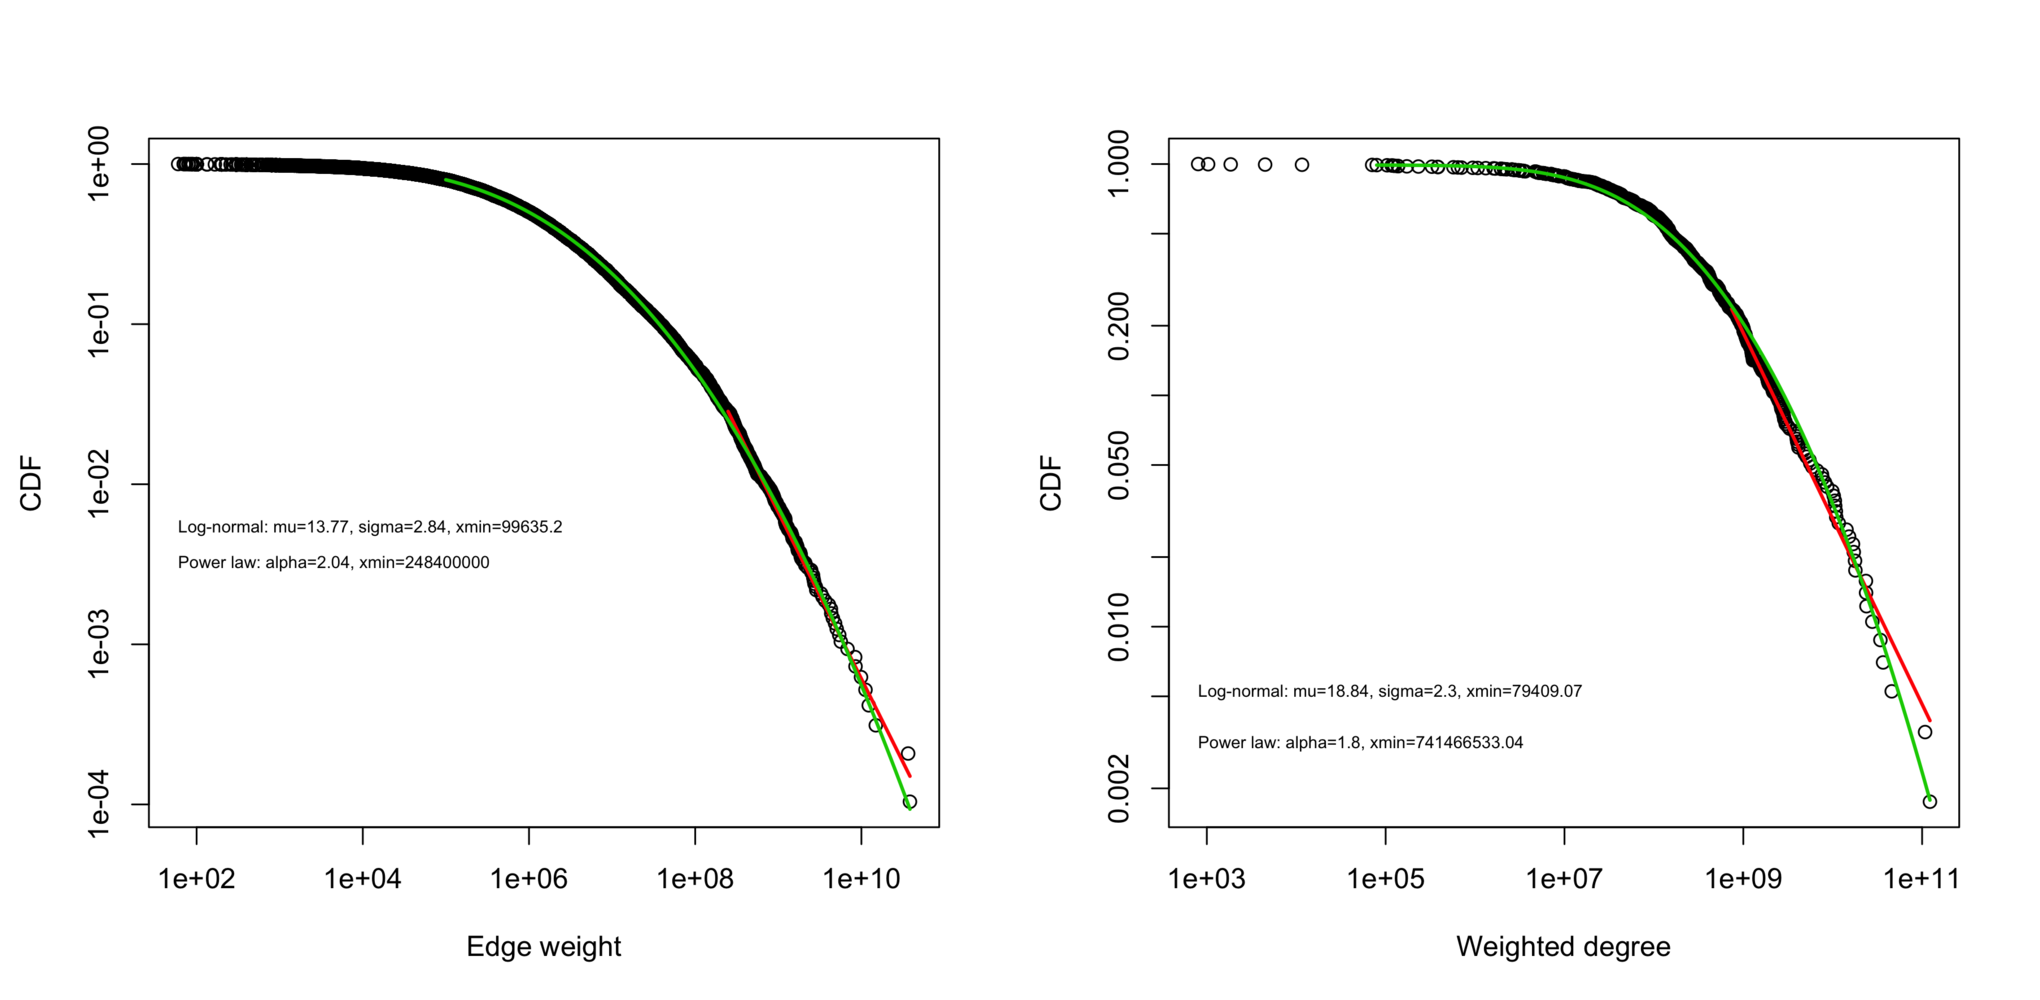 CDF
1e+00
1e-01
1e-02
1e-03
1e-04
Log-normal: mu=13.77, sigma=2.84, xmin=99635.2
Power law: alpha=2.04, xmin=248400000
1e+02 1e+04 1e+06 1e+08 1e+10
Edge weight
CDF
1.000
0.200
0.050
0.010
0.002
Log-normal: mu=18.84, sigma=2.3, xmin=79409.07
Power law: alpha=1.8, xmin=741466533.04
1e+03 1e+05 1e+07 1e+09 1e+11
Weighted degree